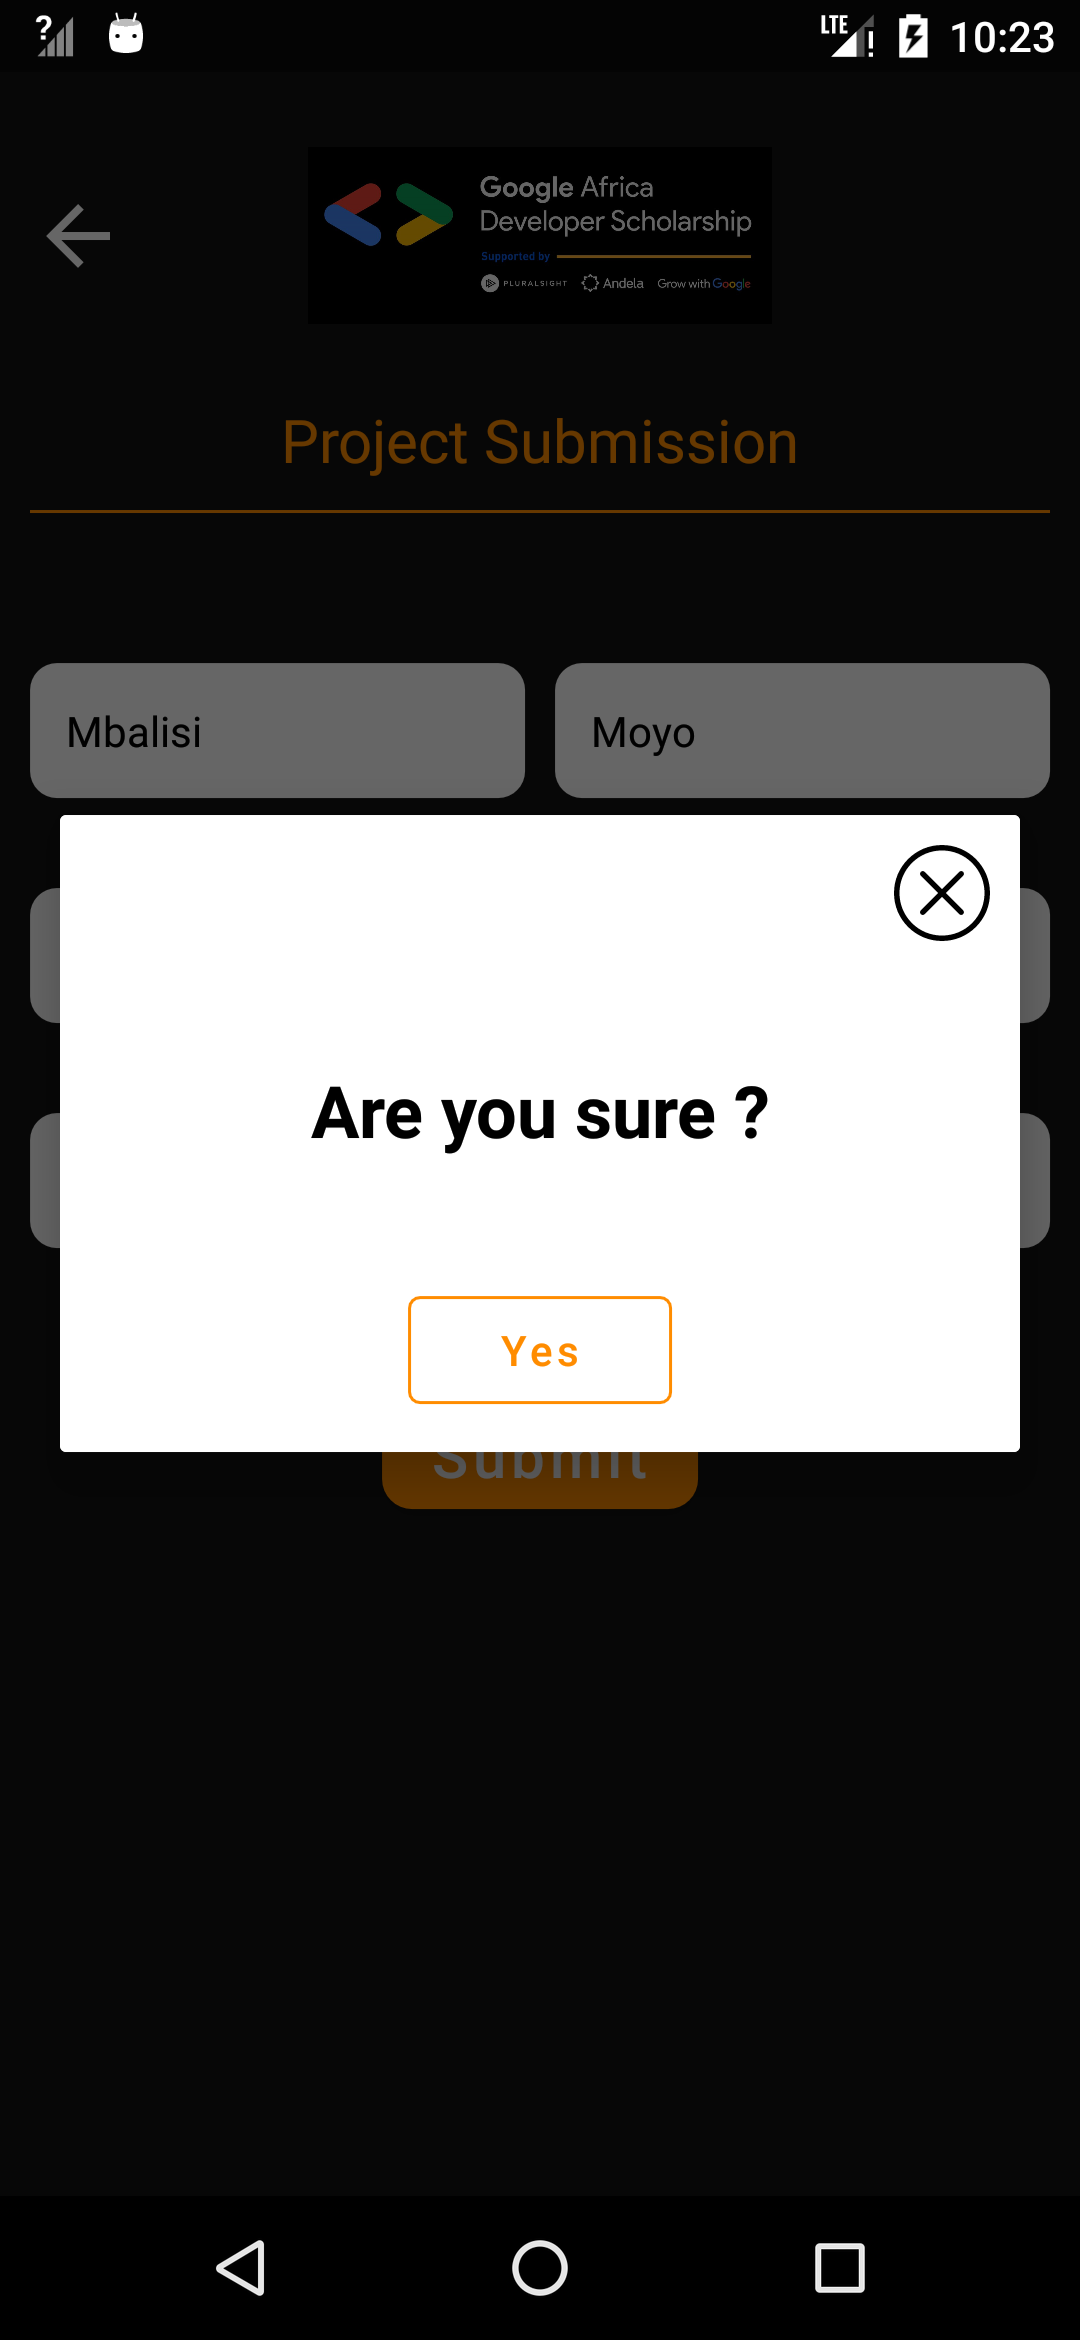 LTE 10:23
Google Africa
Developer Scholarship
Supported by
PLURALSIGHT Andela Grow with Google
Project Submission
Mbalisi Moyo
Are you sure ?
Yes
Submit